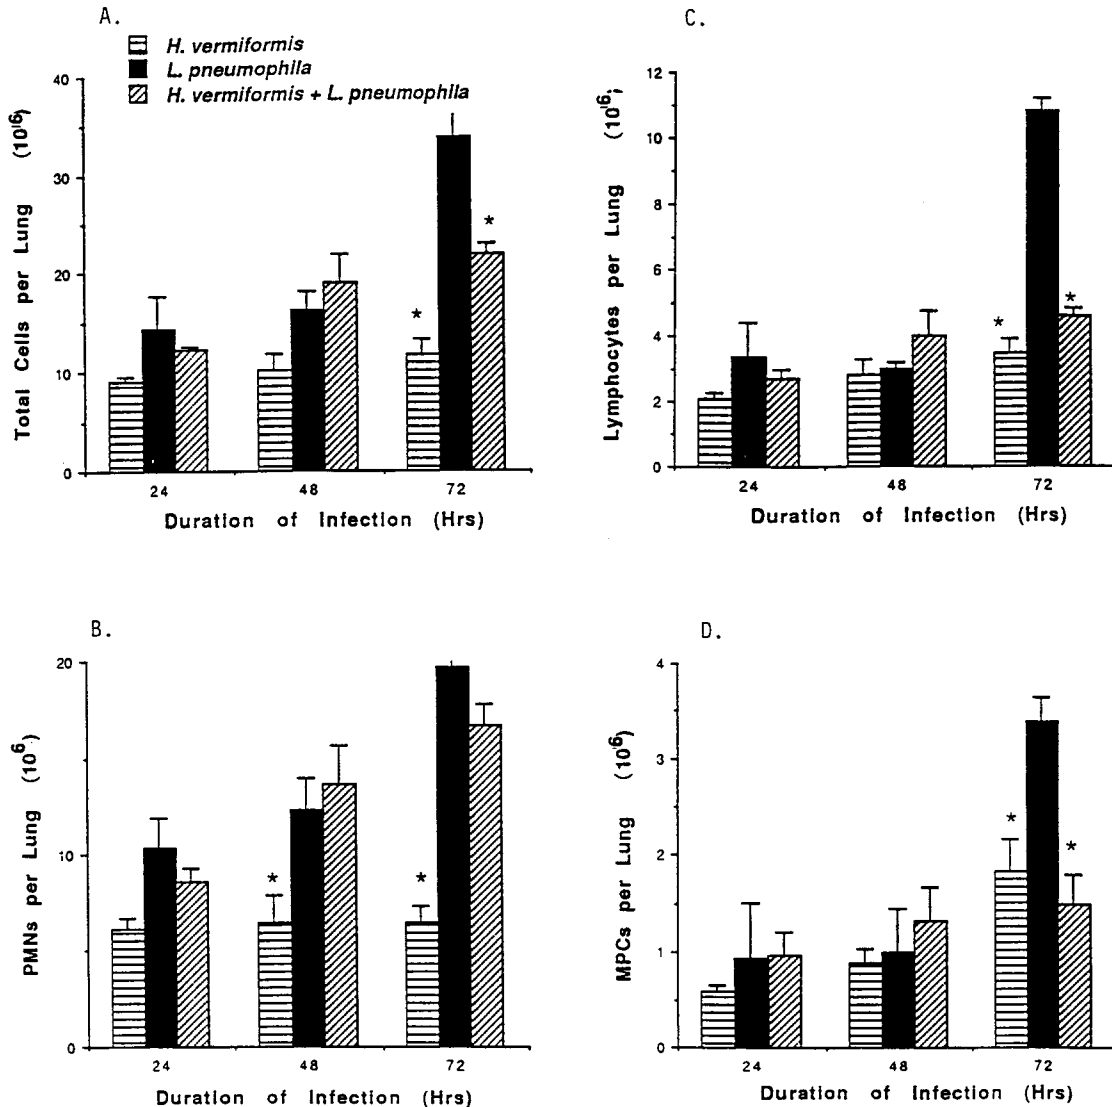 A.
H. vermiformis
L. pneumophila
H. vermiformis + L. pneumophila
Total Cells per Lung (10^6)
40
30
20
10
0
*
*
24 48 72
Duration of Infection (Hrs)
C.
Lymphocytes per Lung (10^6)
12
10
8
6
4
2
0
*
*
24 48 72
Duration of Infection (Hrs)
B.
PMNs per Lung (10^6)
20
10
0
*
*
24 48 72
Duration of Infection (Hrs)
D.
MPCs per Lung (10^6)
4
3
2
1
0
*
*
24 48 72
Duration of Infection (Hrs)